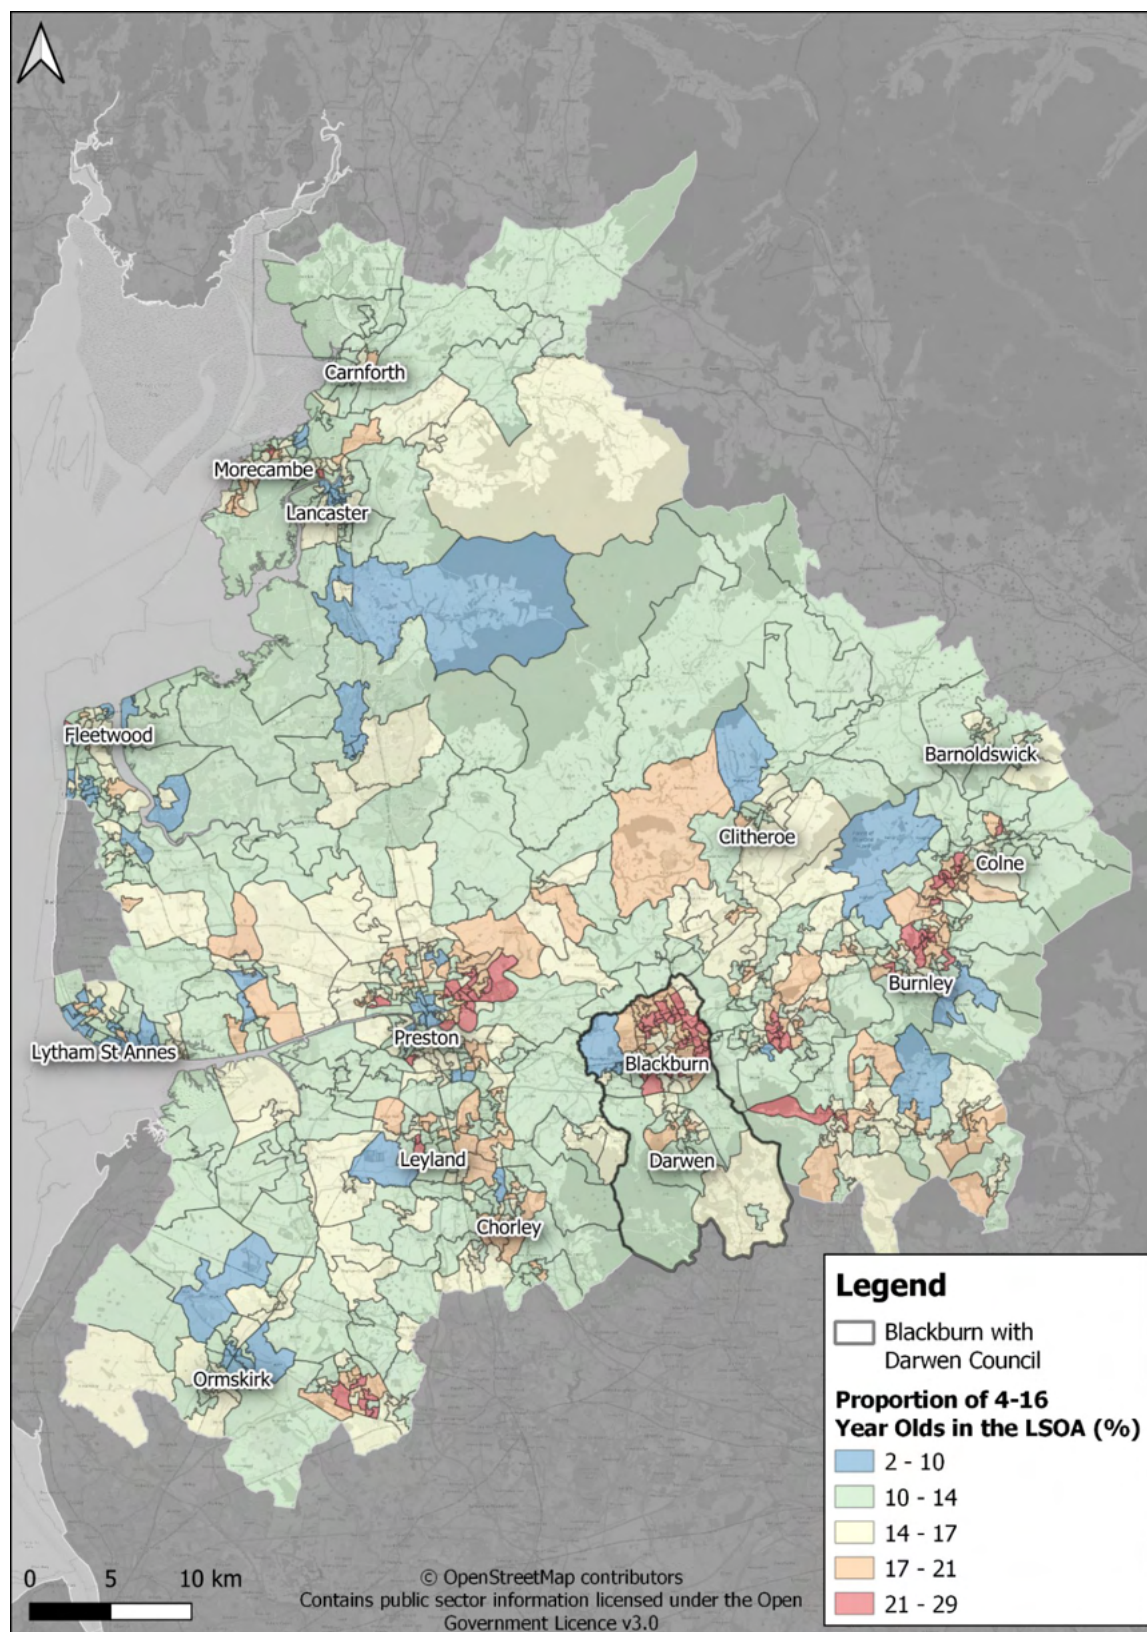 Carnforth
Morecambe
Lancaster
Fleetwood
Barnoldswick
Clitheroe
Colne
Burnley
Preston
Lytham St Annes
Blackburn
Leyland
Darwen
Chorley
Ormskirk
Legend
Blackburn with
Darwen Council
Proportion of 4-16
Year Olds in the LSOA (%)
2 - 10
10 - 14
14 - 17
17 - 21
21 - 29
0 5 10 km
© OpenStreetMap contributors
Contains public sector information licensed under the Open
Government Licence v3.0